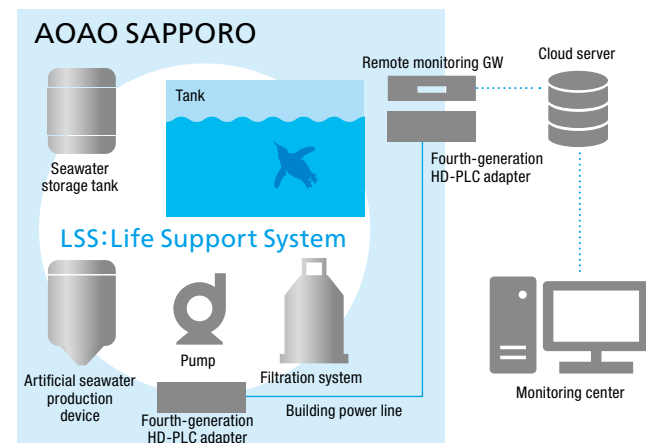 AOAO SAPPORO
Remote monitoring GW
Cloud server
Tank
Seawater
storage tank
Fourth-generation
HD-PLC adapter
LSS:Life Support System
Pump
Filtration system
Artificial seawater
production
device
Fourth-generation
HD-PLC adapter
Building power line
Monitoring center